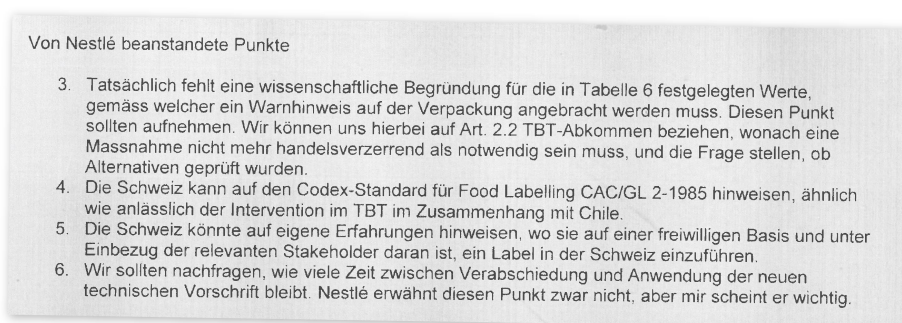 Von Nestlé beanstandete Punkte
3. Tatsächlich fehlt eine wissenschaftliche Begründung für die in Tabelle 6 festgelegten Werte,
gemäss welcher ein Warnhinweis auf der Verpackung angebracht werden muss. Diesen Punkt
sollten aufnehmen. Wir können uns hierbei auf Art. 2.2 TBT-Abkommen beziehen, wonach eine
Massnahme nicht mehr handelsverzerrend als notwendig sein muss, und die Frage stellen, ob
Alternativen geprüft wurden.
4. Die Schweiz kann auf den Codex-Standard für Food Labelling CAC/GL 2-1985 hinweisen, ähnlich
wie anlässlich der Intervention im TBT im Zusammenhang mit Chile.
5. Die Schweiz könnte auf eigene Erfahrungen hinweisen, wo sie auf einer freiwilligen Basis und unter
Einbezug der relevanten Stakeholder daran ist, ein Label in der Schweiz einzuführen.
6. Wir sollten nachfragen, wie viele Zeit zwischen Verabschiedung und Anwendung der neuen
technischen Vorschrift bleibt. Nestlé erwähnt diesen Punkt zwar nicht, aber mir scheint er wichtig.